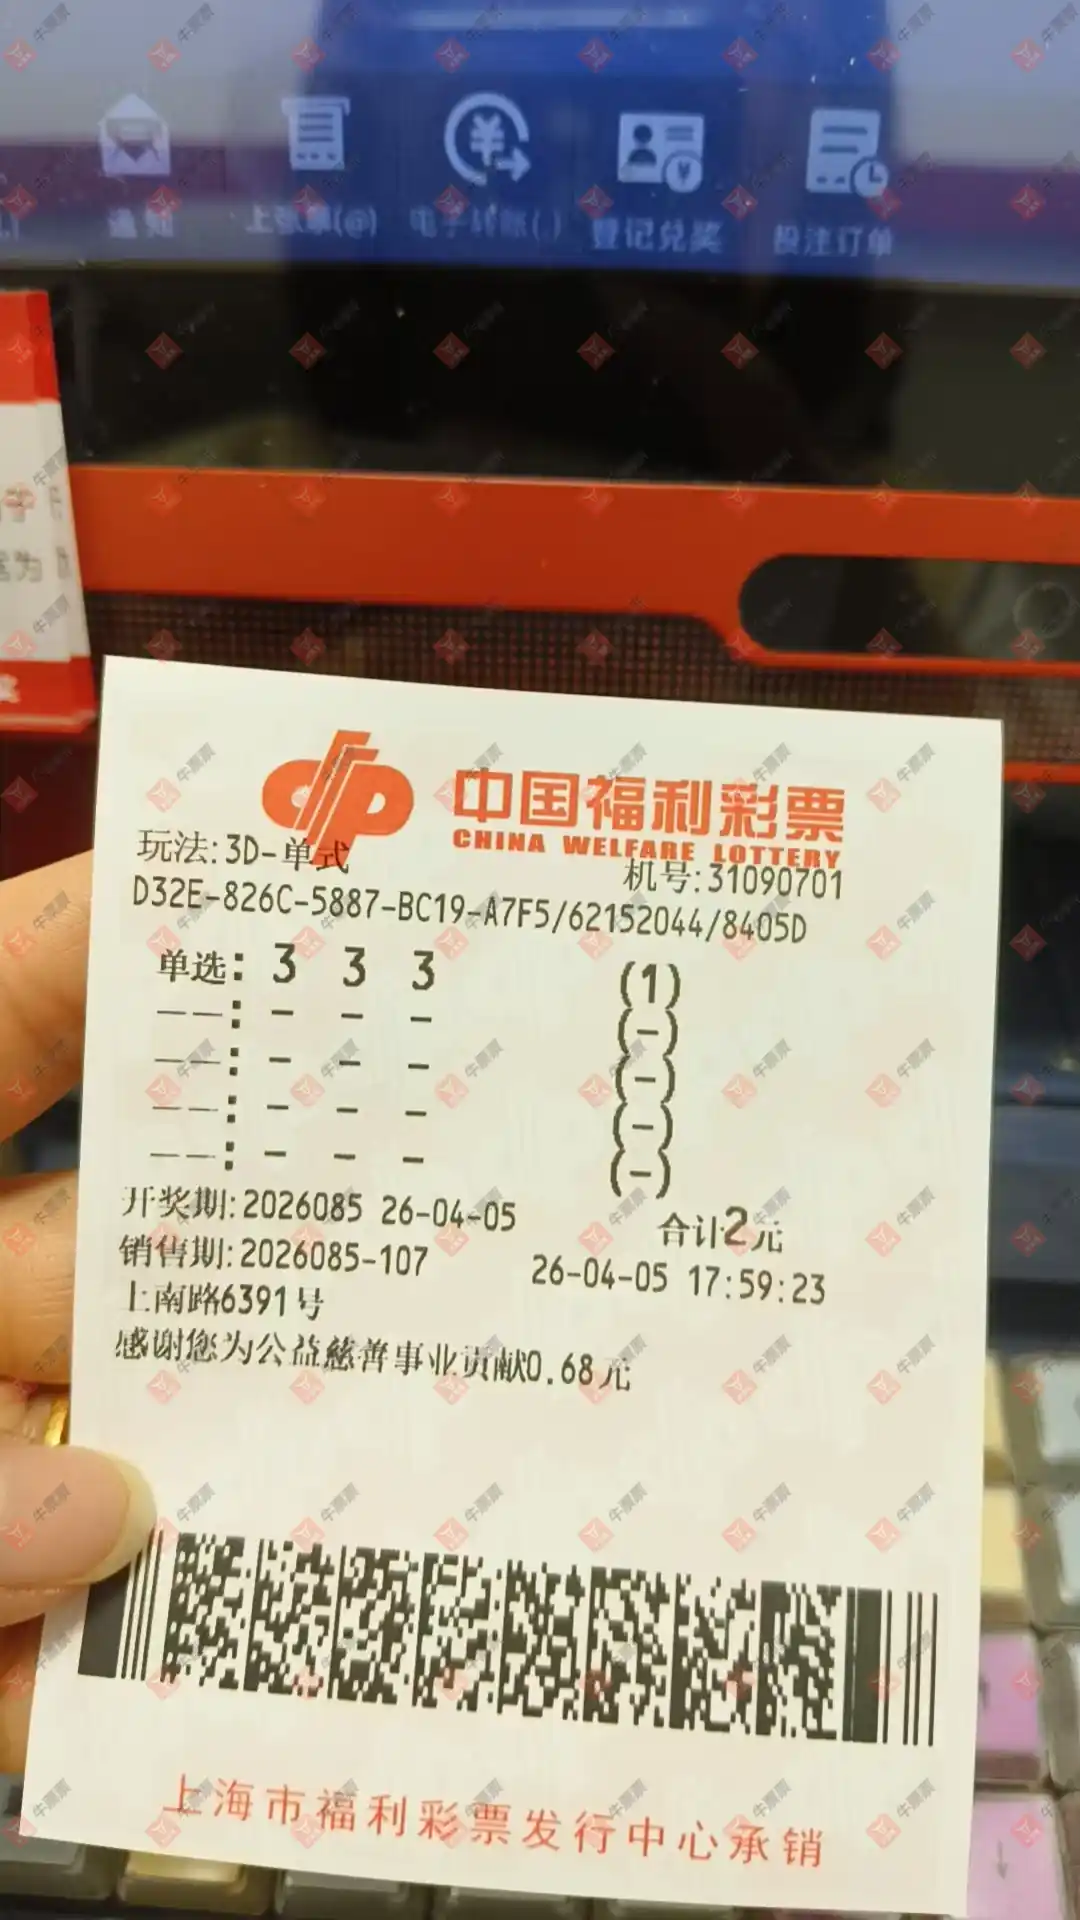 通知
上张票(@)
电子转账( )
登记兑奖
投注订单
中国福利彩票
CHINA WELFARE LOTTERY
玩法:3D-单式
机号:31090701
D32E-826C-5887-BC19-A7F5/62152044/8405D
单选: 3 3 3 (1)
——: - - - (-)
——: - - - (-)
——: - - - (-)
——: - - - (-)
开奖期:2026085 26-04-05 合计2元
销售期:2026085-107 26-04-05 17:59:23
上南路6391号
感谢您为公益慈善事业贡献0.68元
上海市福利彩票发行中心承销
牛票票